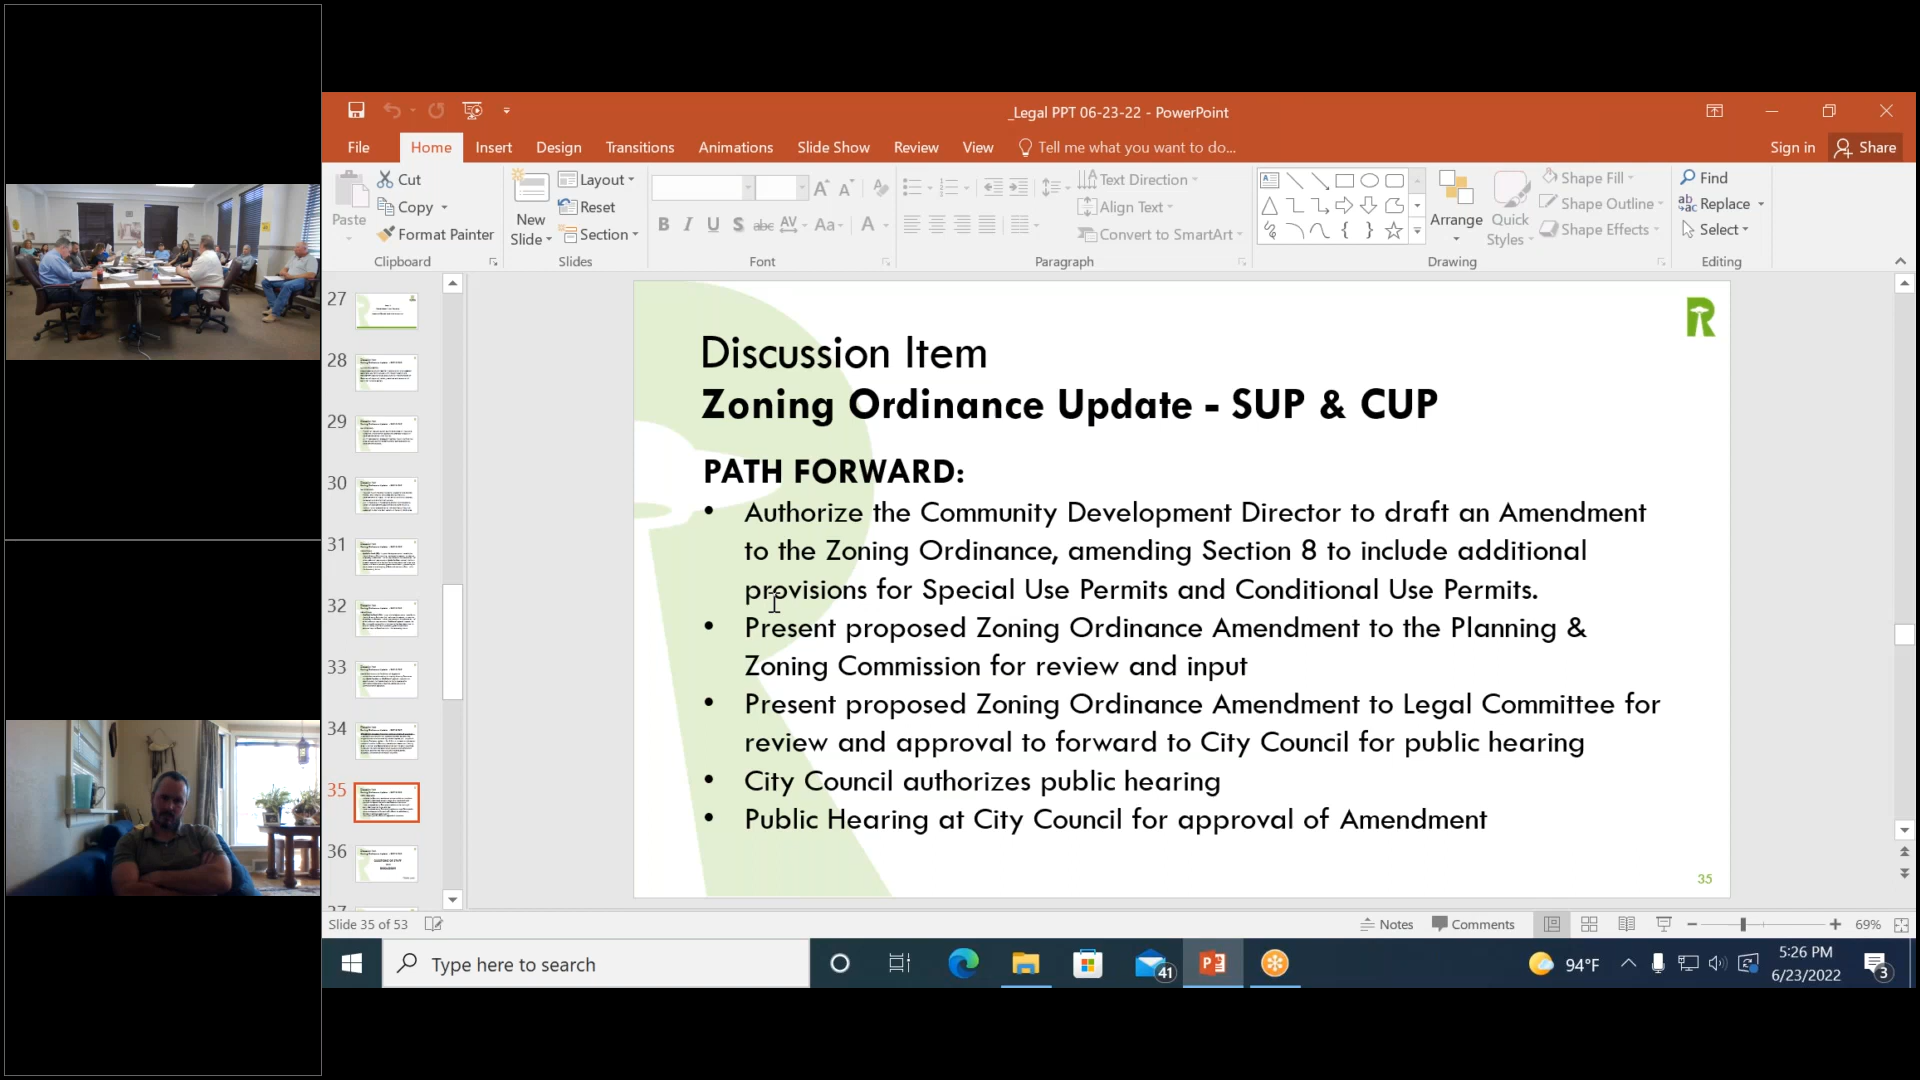 _Legal PPT 06-23-22 - PowerPoint
File Home Insert Design Transitions Animations Slide Show Review View Tell me what you want to do... Sign in Share
Paste
Cut
Copy
Format Painter
Clipboard
New
Slide
Layout
Reset
Section
Slides
B I U S abc AV Aa A
Font
Text Direction
Align Text
Convert to SmartArt
Paragraph
Arrange
Quick
Styles
Shape Fill
Shape Outline
Shape Effects
Drawing
Find
Replace
Select
Editing
27
28
29
30
31
32
33
34
35
36
R
Discussion Item
Zoning Ordinance Update - SUP & CUP
PATH FORWARD:
• Authorize the Community Development Director to draft an Amendment
to the Zoning Ordinance, amending Section 8 to include additional
provisions for Special Use Permits and Conditional Use Permits.
• Present proposed Zoning Ordinance Amendment to the Planning &
Zoning Commission for review and input
• Present proposed Zoning Ordinance Amendment to Legal Committee for
review and approval to forward to City Council for public hearing
• City Council authorizes public hearing
• Public Hearing at City Council for approval of Amendment
35
Slide 35 of 53
Notes
Comments
69%
Type here to search
41
94°F
5:26 PM
6/23/2022
3